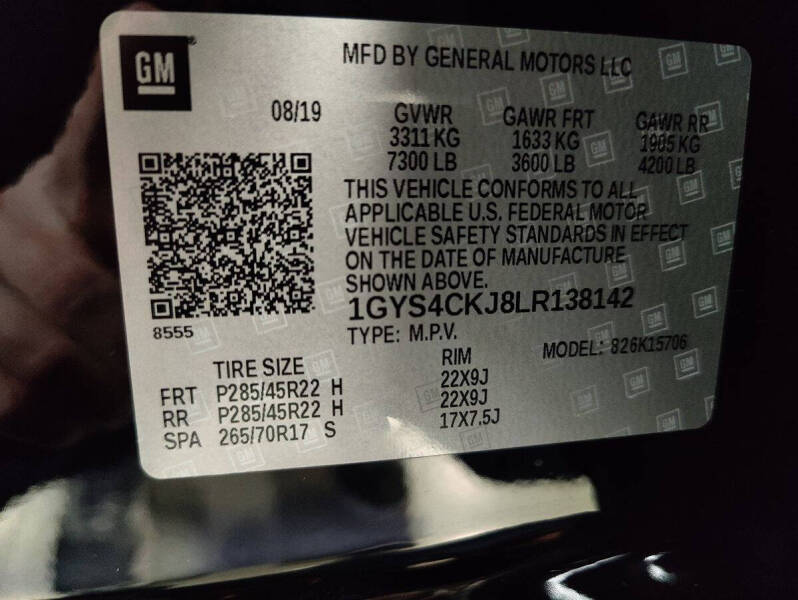 GM
MFD BY GENERAL MOTORS LLC
08/19
GVWR GAWR FRT GAWR RR
3311 KG 1633 KG 1905 KG
7300 LB 3600 LB 4200 LB
THIS VEHICLE CONFORMS TO ALL
APPLICABLE U.S. FEDERAL MOTOR
VEHICLE SAFETY STANDARDS IN EFFECT
ON THE DATE OF MANUFACTURE
SHOWN ABOVE.
1GYS4CKJ8LR138142
8555
TYPE: M.P.V. MODEL: 826K15706
TIRE SIZE RIM
FRT P285/45R22 H 22X9J
RR P285/45R22 H 22X9J
SPA 265/70R17 S 17X7.5J